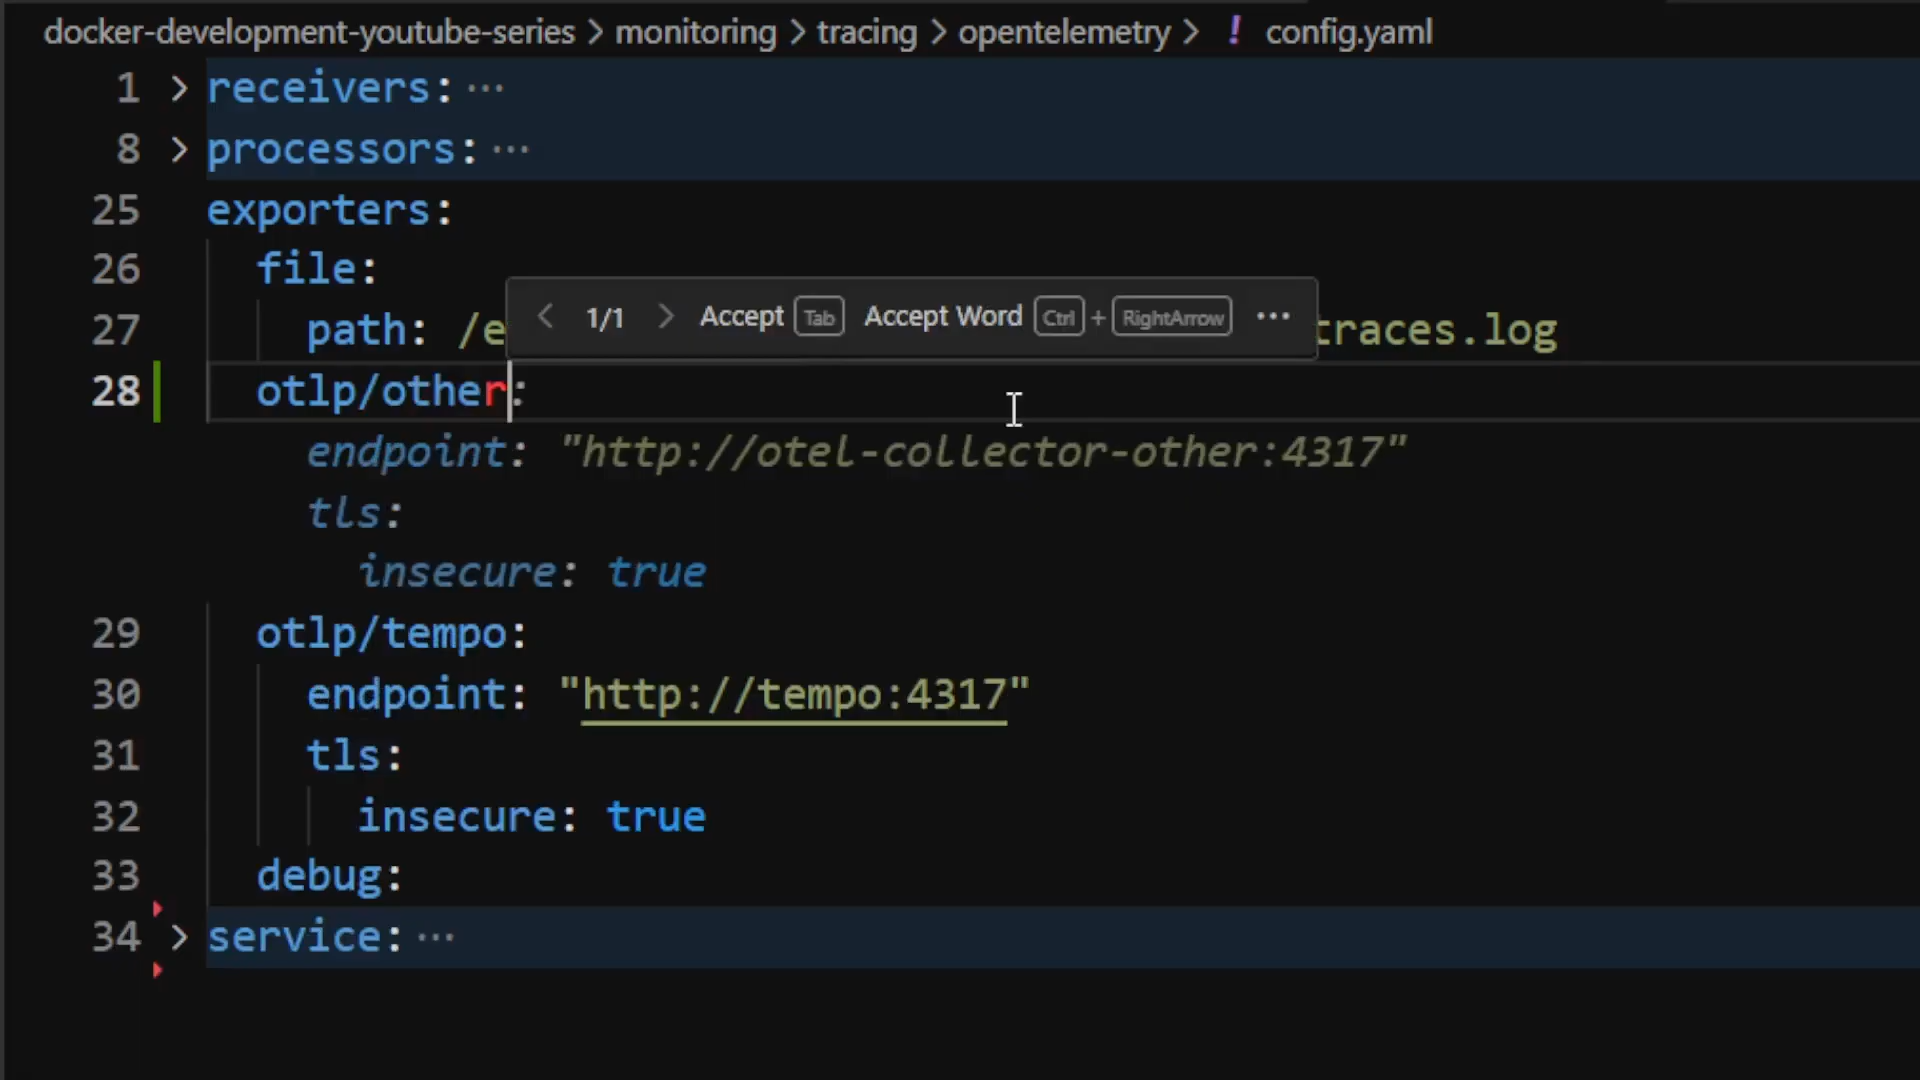 docker-development-youtube-series > monitoring > tracing > opentelemetry > ! config.yaml
1 > receivers: ···
8 > processors: ···
25 exporters:
26 file:
< 1/1 > Accept Tab Accept Word Ctrl + RightArrow ···
27 path: /e traces.log
28 otlp/other:
endpoint: "http://otel-collector-other:4317"
tls:
insecure: true
29 otlp/tempo:
30 endpoint: "http://tempo:4317"
31 tls:
32 insecure: true
33 debug:
34 > service: ···